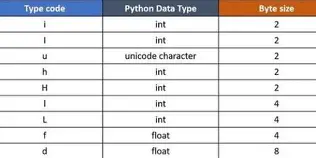 Type code Python Data Type Byte size
i int 2
I int 2
u unicode character 2
h int 2
H int 2
l int 4
L int 4
f float 4
d float 8